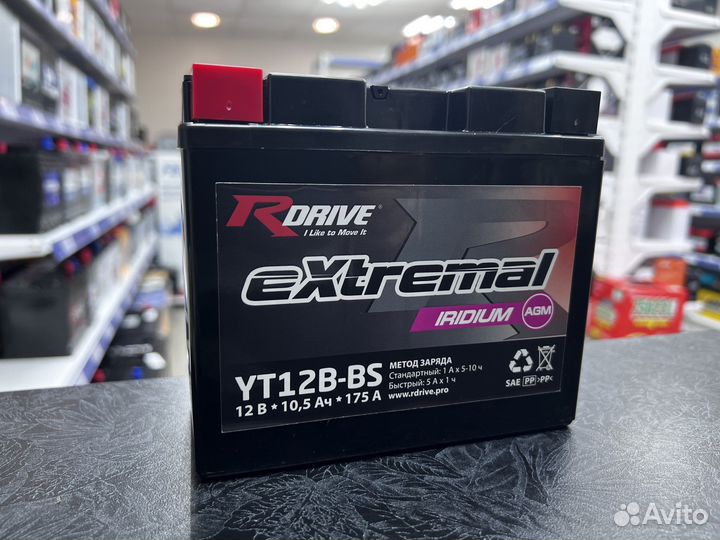 RDRIVE®
I Like to Move It
eXtremal
IRIDIUM AGM
YT12B-BS
12 В * 10,5 Ач * 175 А
МЕТОД ЗАРЯДА
Стандартный: 1 А x 5-10 ч
Быстрый: 5 А x 1 ч
www.rdrive.pro
SAE PP >PP<
Avito